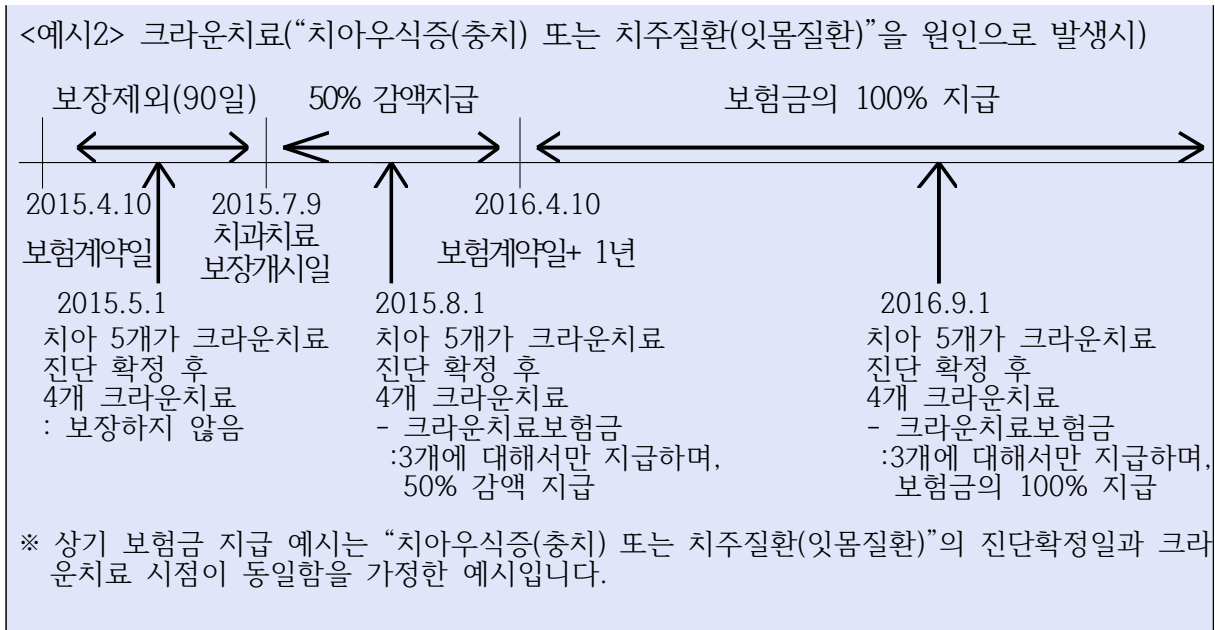 <예시2> 크라운치료(“치아우식증(충치) 또는 치주질환(잇몸질환)”을 원인으로 발생시)
보장제외(90일) 50% 감액지급 보험금의 100% 지급
2015.4.10 2015.7.9 2016.4.10
보험계약일 치과치료 보험계약일+ 1년
보장개시일
2015.5.1
치아 5개가 크라운치료
진단 확정 후
4개 크라운치료
: 보장하지 않음
2015.8.1
치아 5개가 크라운치료
진단 확정 후
4개 크라운치료
- 크라운치료보험금
:3개에 대해서만 지급하며,
50% 감액 지급
2016.9.1
치아 5개가 크라운치료
진단 확정 후
4개 크라운치료
- 크라운치료보험금
:3개에 대해서만 지급하며,
보험금의 100% 지급
※ 상기 보험금 지급 예시는 “치아우식증(충치) 또는 치주질환(잇몸질환)”의 진단확정일과 크라
운치료 시점이 동일함을 가정한 예시입니다.